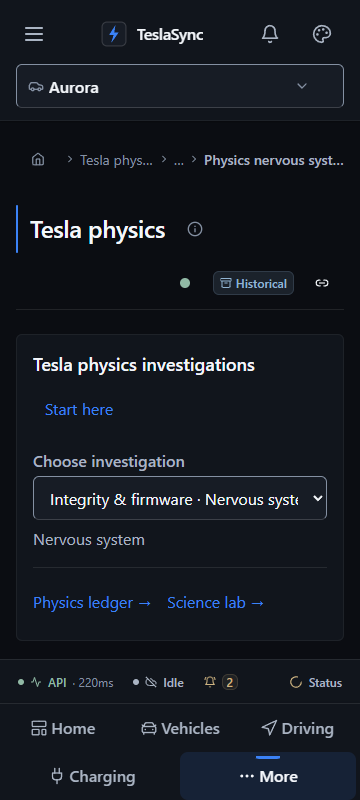 TeslaSync
Aurora
Tesla phys... > ... > Physics nervous syst...
Tesla physics
Historical
Tesla physics investigations
Start here
Choose investigation
Integrity & firmware · Nervous syste
Nervous system
Physics ledger → Science lab →
API · 220ms Idle 2 Status
Home Vehicles Driving
Charging More